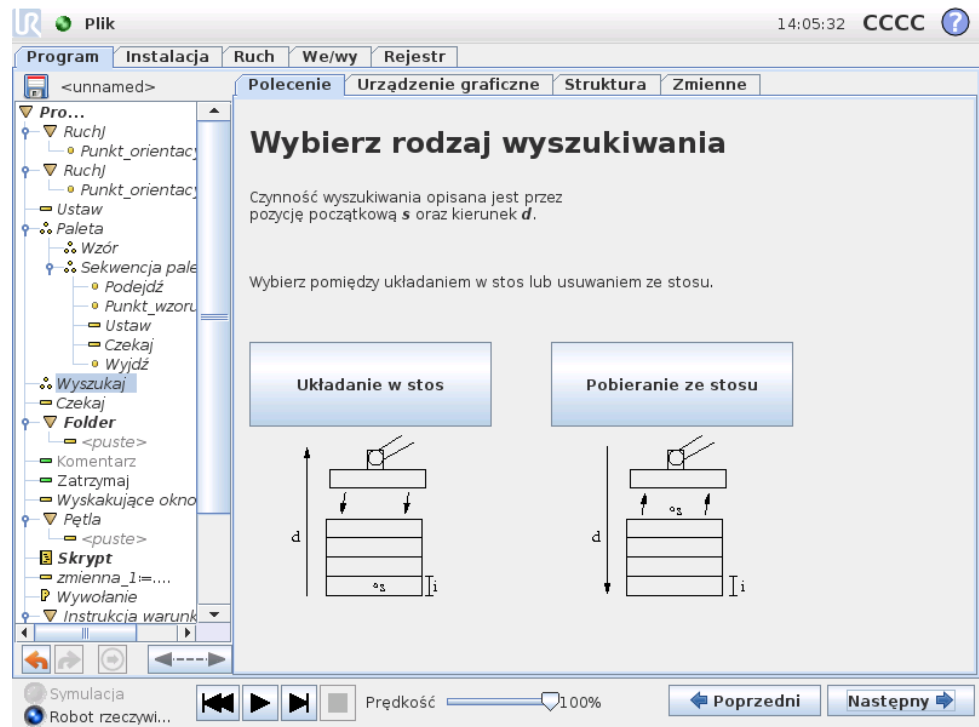 Plik
14:05:32 CCCC ?
Program Instalacja Ruch We/wy Rejestr
<unnamed>
Polecenie Urządzenie graficzne Struktura Zmienne
Pro...
RuchJ
Punkt_orientacy
RuchJ
Punkt_orientacy
Ustaw
Paleta
Wzór
Sekwencja pale
Podejdź
Punkt_wzoru
Ustaw
Czekaj
Wyjdź
Wyszukaj
Czekaj
Folder
<puste>
Komentarz
Zatrzymaj
Wyskakujące okno
Pętla
<puste>
Skrypt
zmienna_1:=....
P Wywołanie
Instrukcja warunk
Wybierz rodzaj wyszukiwania
Czynność wyszukiwania opisana jest przez
pozycję początkową s oraz kierunek d.
Wybierz pomiędzy układaniem w stos lub usuwaniem ze stosu.
Układanie w stos
Pobieranie ze stosu
d
s
i
d
s
i
Symulacja
Robot rzeczywi...
Prędkość 100%
Poprzedni
Następny